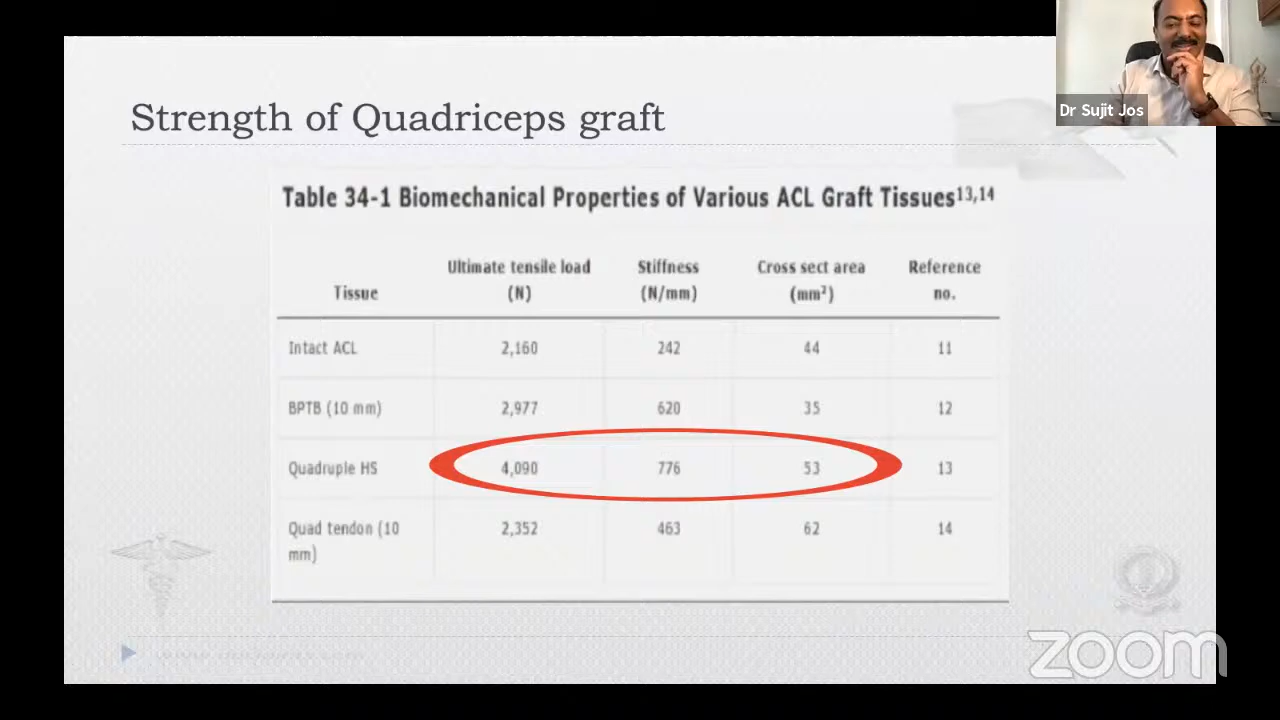 Dr Sujit Jos
Strength of Quadriceps graft
Table 34-1 Biomechanical Properties of Various ACL Graft Tissues13,14
Tissue Ultimate tensile load (N) Stiffness (N/mm) Cross sect area (mm²) Reference no.
Intact ACL 2,160 242 44 11
BPTB (10 mm) 2,977 620 35 12
Quadruple HS 4,090 776 53 13
Quad tendon (10 mm) 2,352 463 62 14
zoom